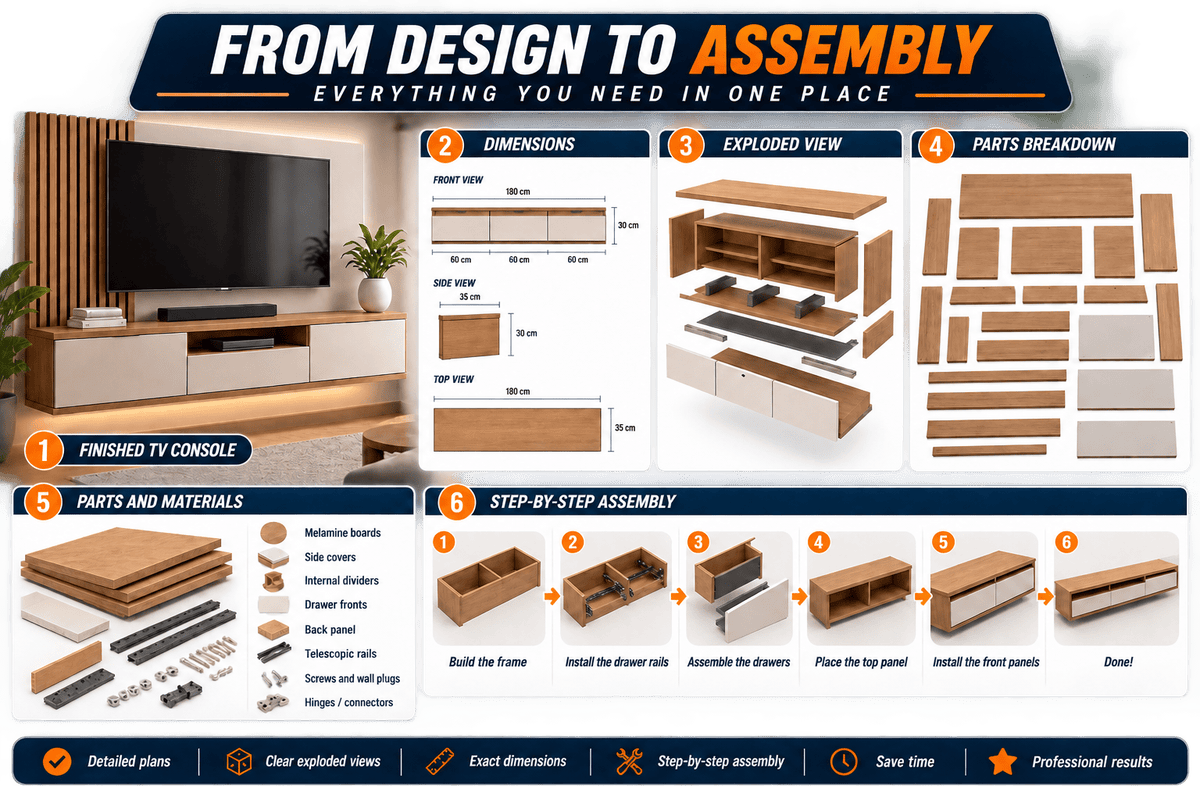 FROM DESIGN TO ASSEMBLY
EVERYTHING YOU NEED IN ONE PLACE
1 FINISHED TV CONSOLE
2 DIMENSIONS
FRONT VIEW
180 cm
30 cm
60 cm 60 cm 60 cm
SIDE VIEW
35 cm
30 cm
TOP VIEW
180 cm
35 cm
3 EXPLODED VIEW
4 PARTS BREAKDOWN
5 PARTS AND MATERIALS
Melamine boards
Side covers
Internal dividers
Drawer fronts
Back panel
Telescopic rails
Screws and wall plugs
Hinges / connectors
6 STEP-BY-STEP ASSEMBLY
1
Build the frame
2
Install the drawer rails
3
Assemble the drawers
4
Place the top panel
5
Install the front panels
6
Done!
Detailed plans
Clear exploded views
Exact dimensions
Step-by-step assembly
Save time
Professional results